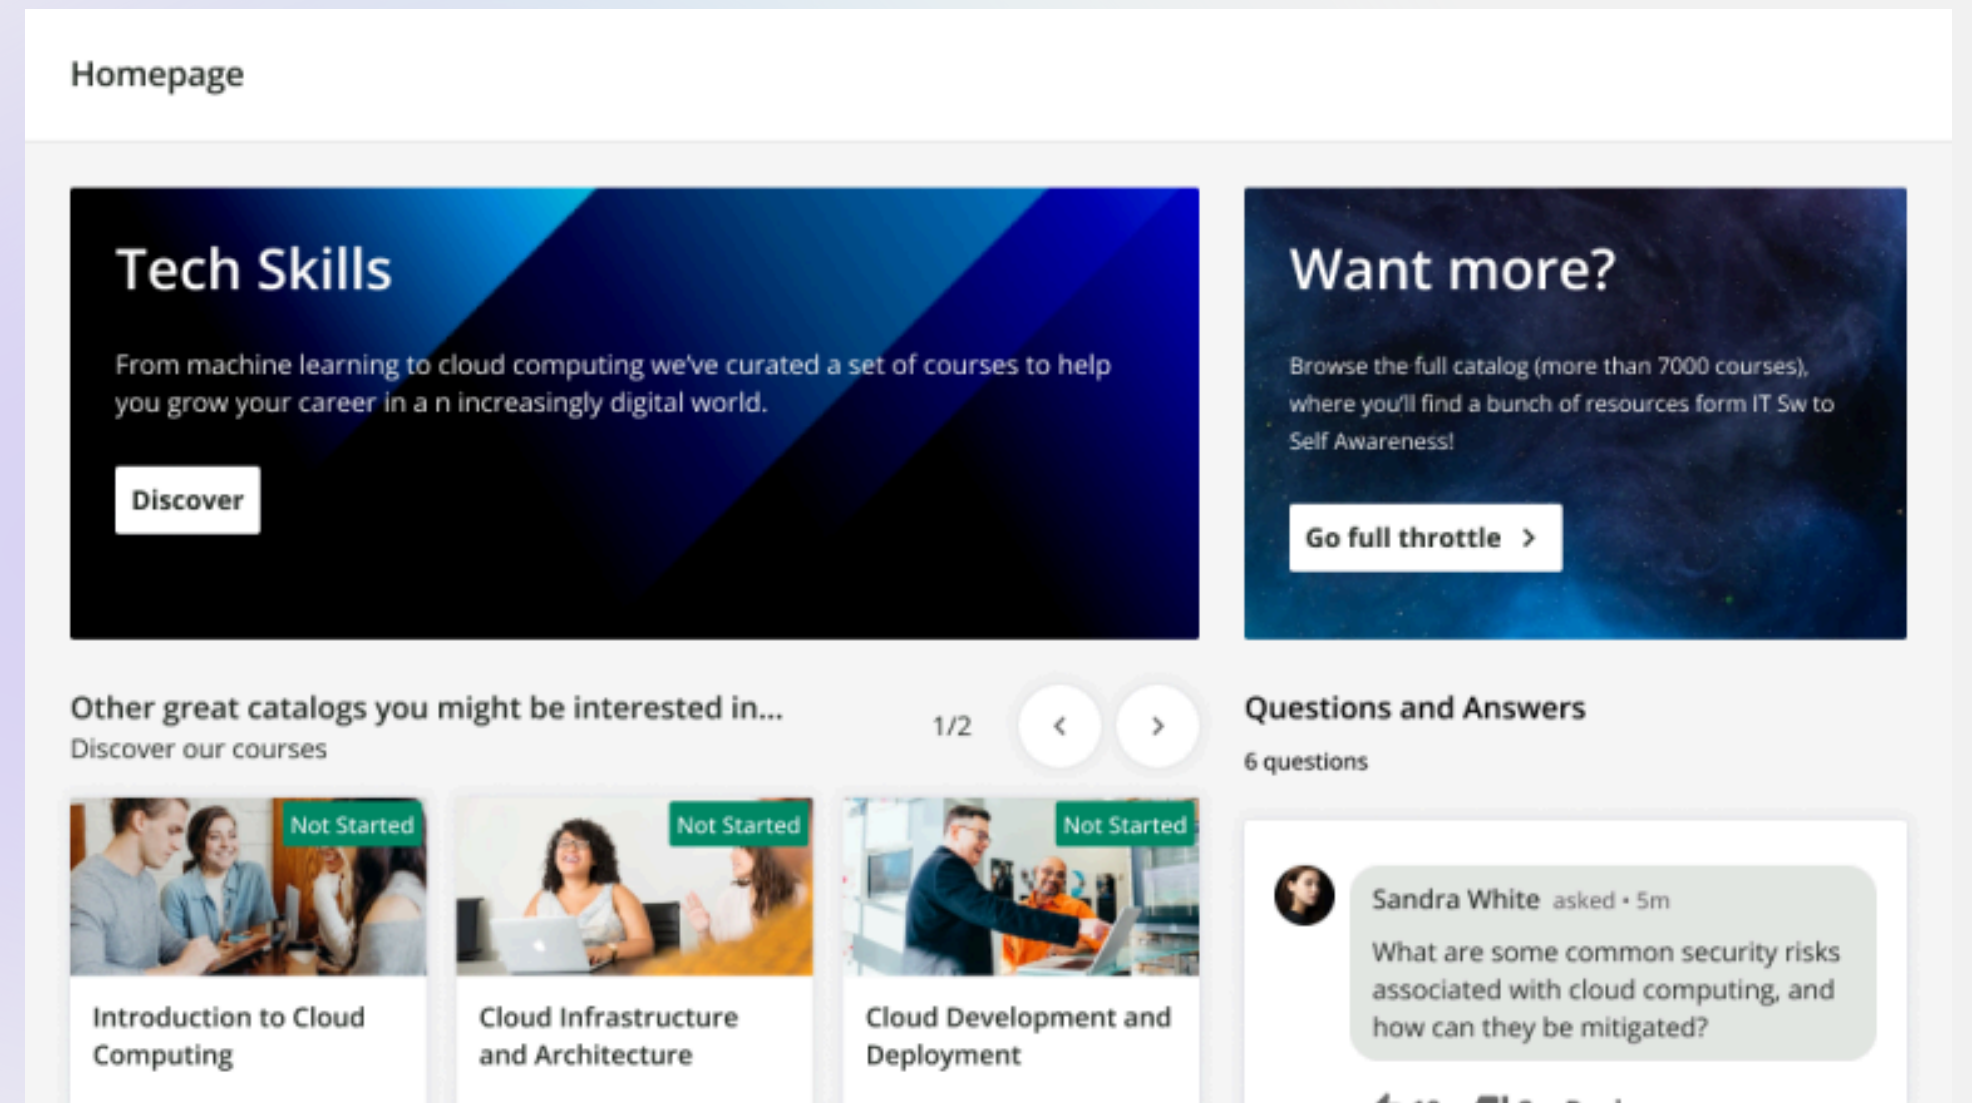 Homepage
Tech Skills
From machine learning to cloud computing we've curated a set of courses to help
you grow your career in a n increasingly digital world.
Discover
Want more?
Browse the full catalog (more than 7000 courses),
where you'll find a bunch of resources form IT Sw to
Self Awareness!
Go full throttle
Other great catalogs you might be interested in...
Discover our courses
1/2
Not Started
Introduction to Cloud
Computing
Not Started
Cloud Infrastructure
and Architecture
Not Started
Cloud Development and
Deployment
Questions and Answers
6 questions
Sandra White asked • 5m
What are some common security risks
associated with cloud computing, and
how can they be mitigated?